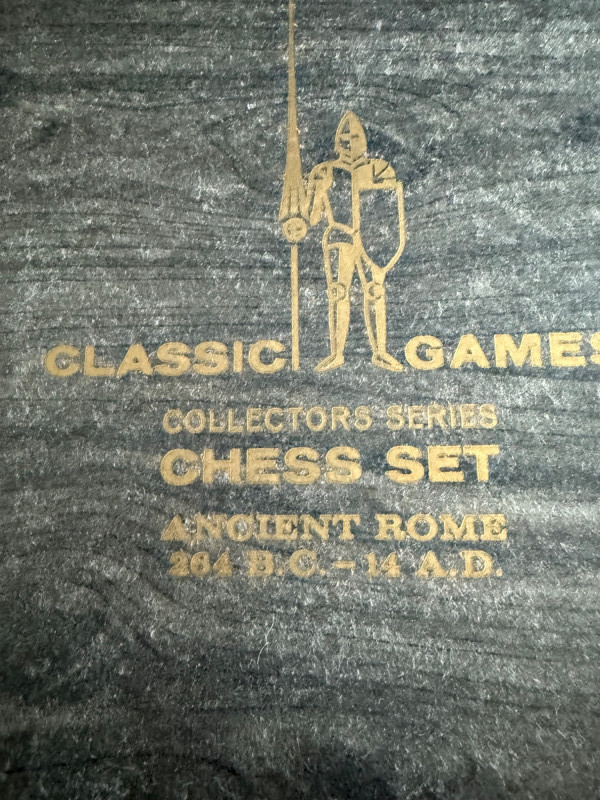 CLASSIC GAMES
COLLECTORS SERIES
CHESS SET
ANCIENT ROME
264 B.C. – 14 A.D.